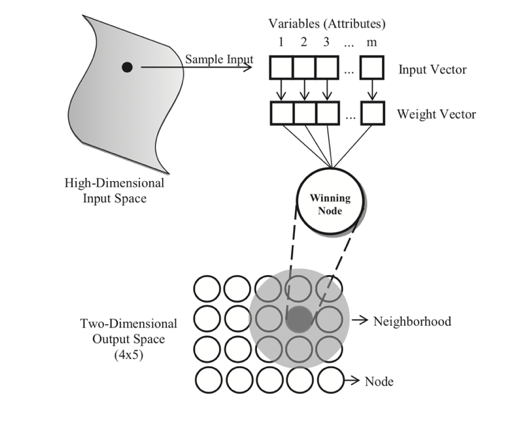 Variables (Attributes)
1 2 3 ... m
Sample Input
... Input Vector
... Weight Vector
High-Dimensional
Input Space
Winning
Node
Two-Dimensional
Output Space
(4x5)
Neighborhood
Node